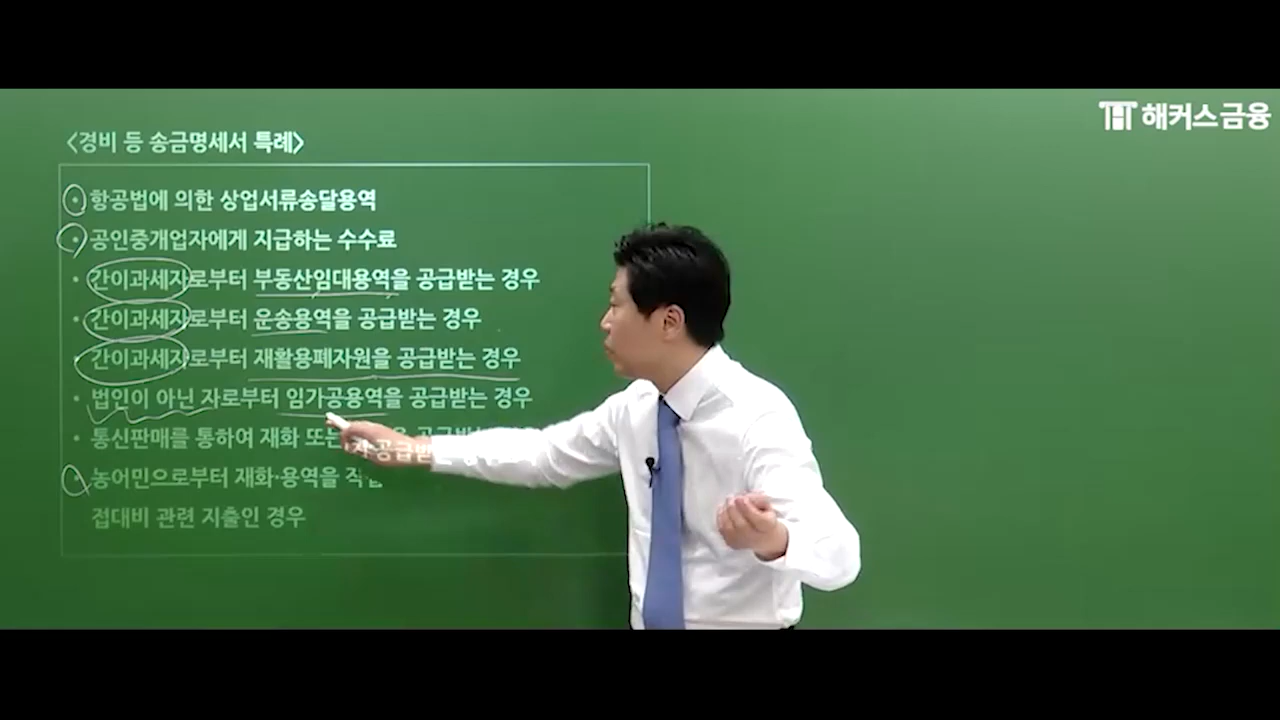 해커스금융
<경비 등 송금명세서 특례>
• 항공법에 의한 상업서류송달용역
• 공인중개업자에게 지급하는 수수료
• 간이과세자로부터 부동산임대용역을 공급받는 경우
• 간이과세자로부터 운송용역을 공급받는 경우
• 간이과세자로부터 재활용폐자원을 공급받는 경우
• 법인이 아닌 자로부터 임가공용역을 공급받는 경우
• 통신판매를 통하여 재화 또는 공급받는
• 농어민으로부터 재화·용역을 직접
접대비 관련 지출인 경우